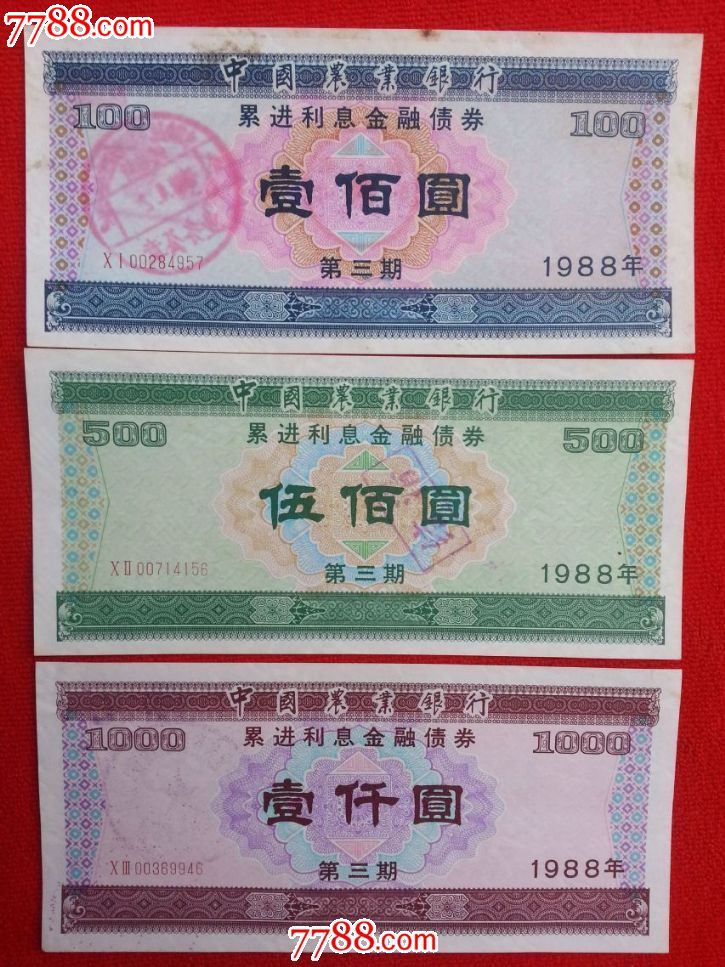 7788.com
中國農業銀行
100 累进利息金融债券 100
壹佰圓
XI00284957
第三期
1988年
中國農業銀行
500 累进利息金融债券 500
伍佰圓
XII00714156
第三期
1988年
中國農業銀行
1000 累进利息金融债券 1000
壹仟圓
XIII00369946
第三期
1988年
7788.com
7788.com